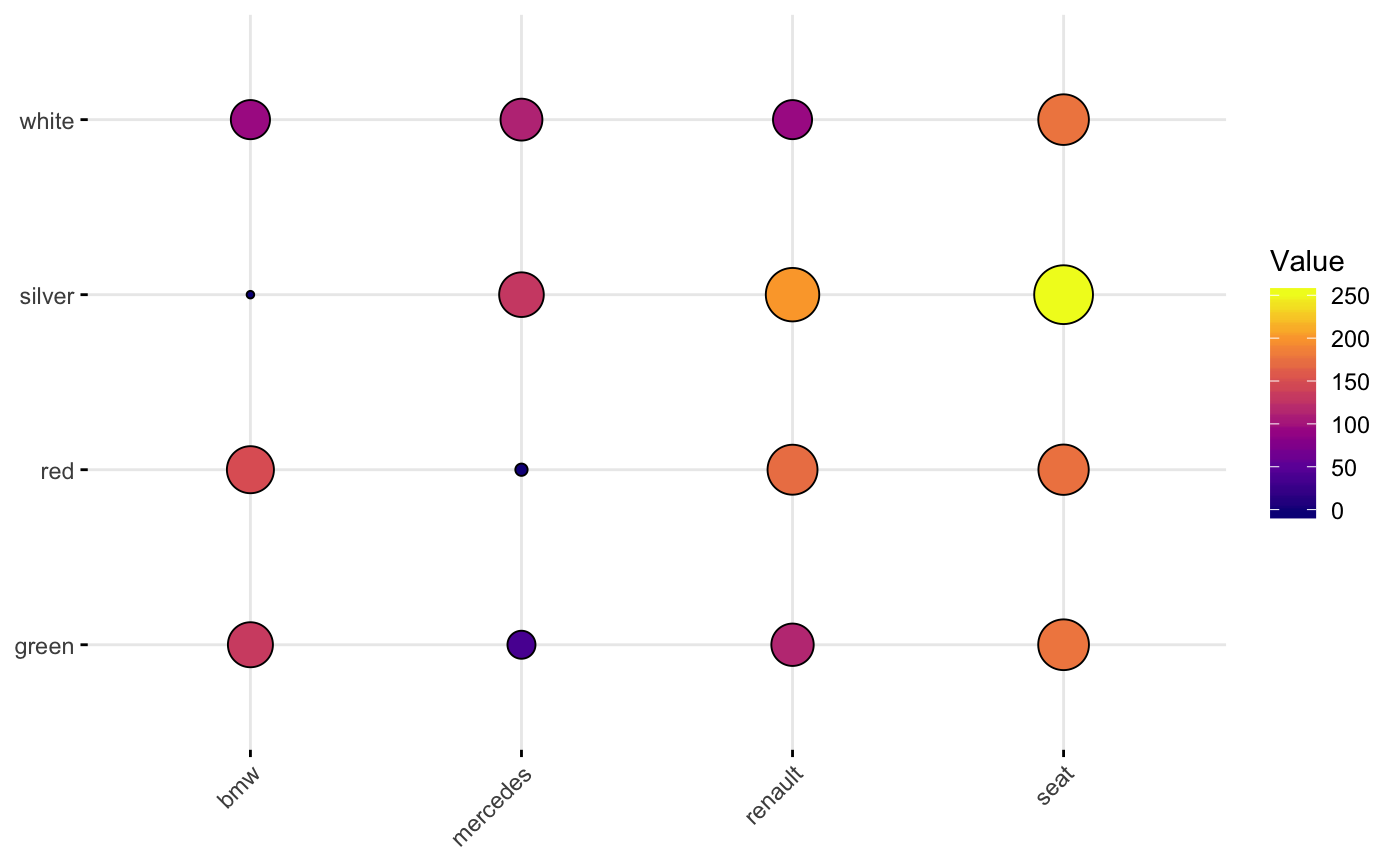 white
silver
red
green
bmw
mercedes
renault
seat
Value
250
200
150
100
50
0